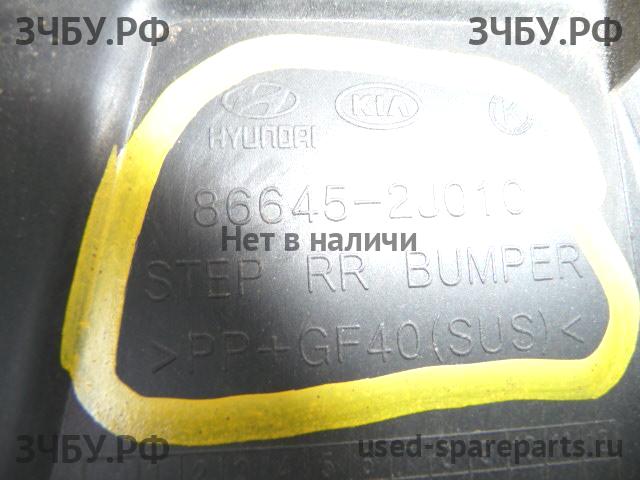 ЗЧБУ.РФ ЗЧБУ.РФ
HYUNDAI KIA K
86645-2J010
Нет в наличии
STEP RR BUMPER
>PP+GF40(SUS)<
ЗЧБУ.РФ used-spareparts.ru